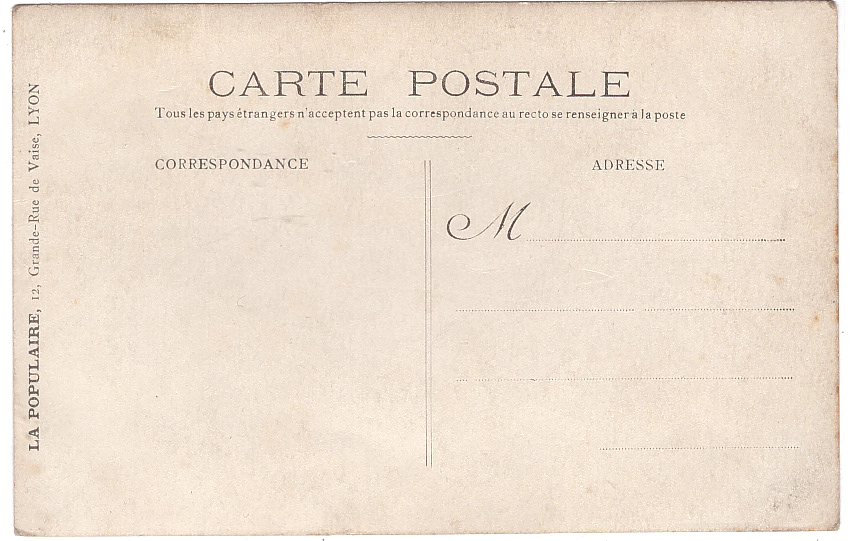 CARTE POSTALE
Tous les pays étrangers n'acceptent pas la correspondance au recto se renseigner à la poste
CORRESPONDANCE
ADRESSE
M
LA POPULAIRE, 12, Grande-Rue de Vaise, LYON